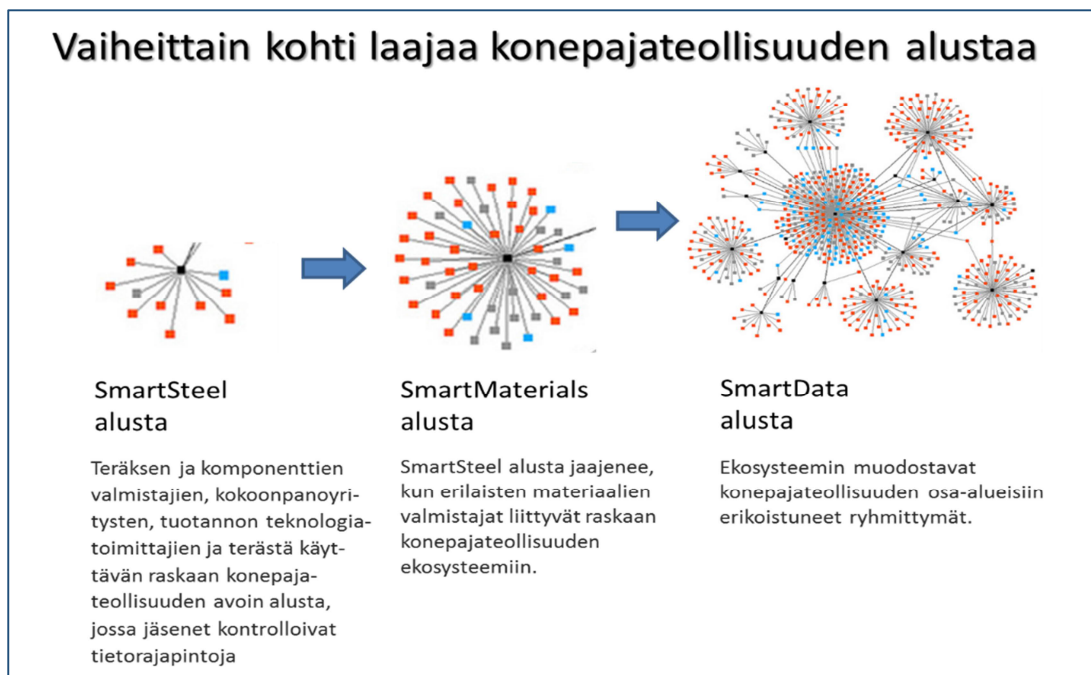 Vaiheittain kohti laajaa konepajateollisuuden alustaa
SmartSteel
alusta
Teräksen ja komponenttien
valmistajien, kokoonpanoyri-
tysten, tuotannon teknologia-
toimittajien ja terästä käyt-
tävän raskaan konepaja-
teollisuuden avoin alusta,
jossa jäsenet kontrolloivat
tietorajapintoja
SmartMaterials
alusta
SmartSteel alusta jaajenee,
kun erilaisten materiaalien
valmistajat liittyvät raskaan
konepajateollisuuden
ekosysteemiin.
SmartData
alusta
Ekosysteemin muodostavat
konepajateollisuuden osa-alueisiin
erikoistuneet ryhmittymät.